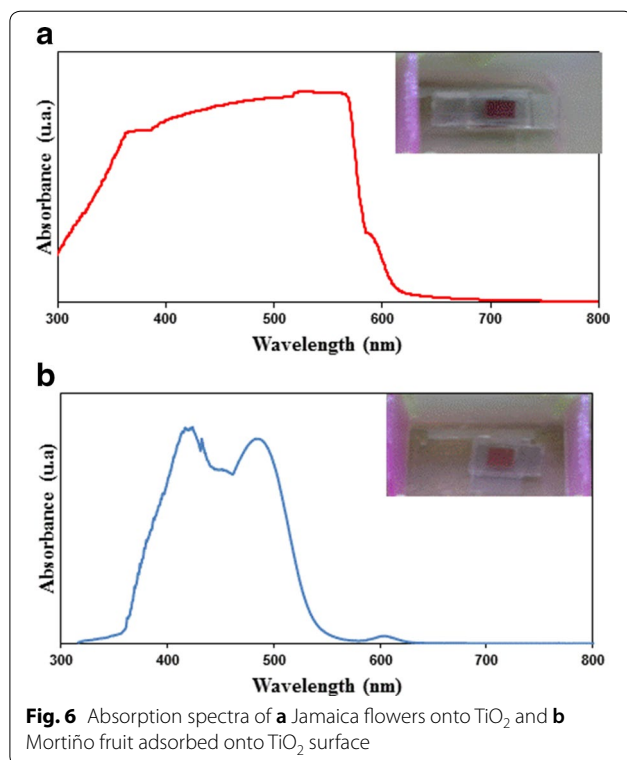 a
Absorbance (u.a.)
300 400 500 600 700 800
Wavelength (nm)
b
Absorbance (u.a)
300 400 500 600 700 800
Wavelength (nm)
Fig. 6 Absorption spectra of a Jamaica flowers onto TiO₂ and b
Mortiño fruit adsorbed onto TiO₂ surface